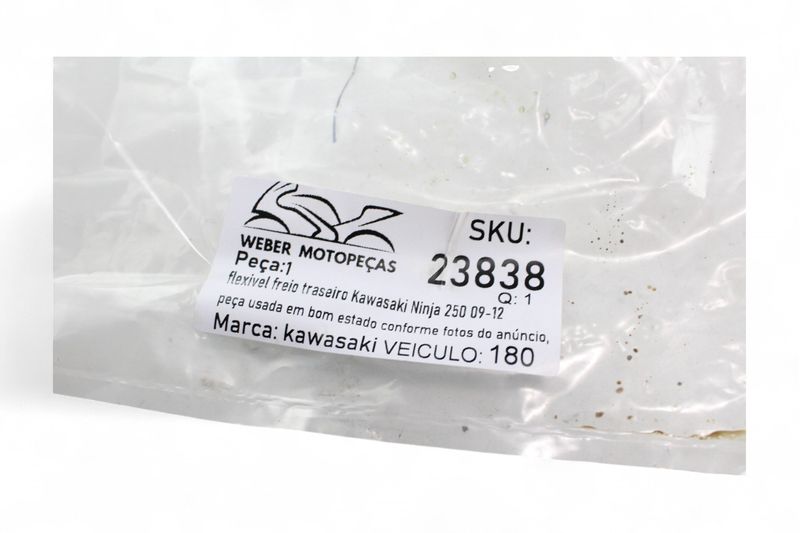 WEBER MOTOPEÇAS
SKU:
23838
Q: 1
Peça:1
flexivel freio traseiro Kawasaki Ninja 250 09-12
peça usada em bom estado conforme fotos do anúncio,
Marca: kawasaki VEICULO: 180